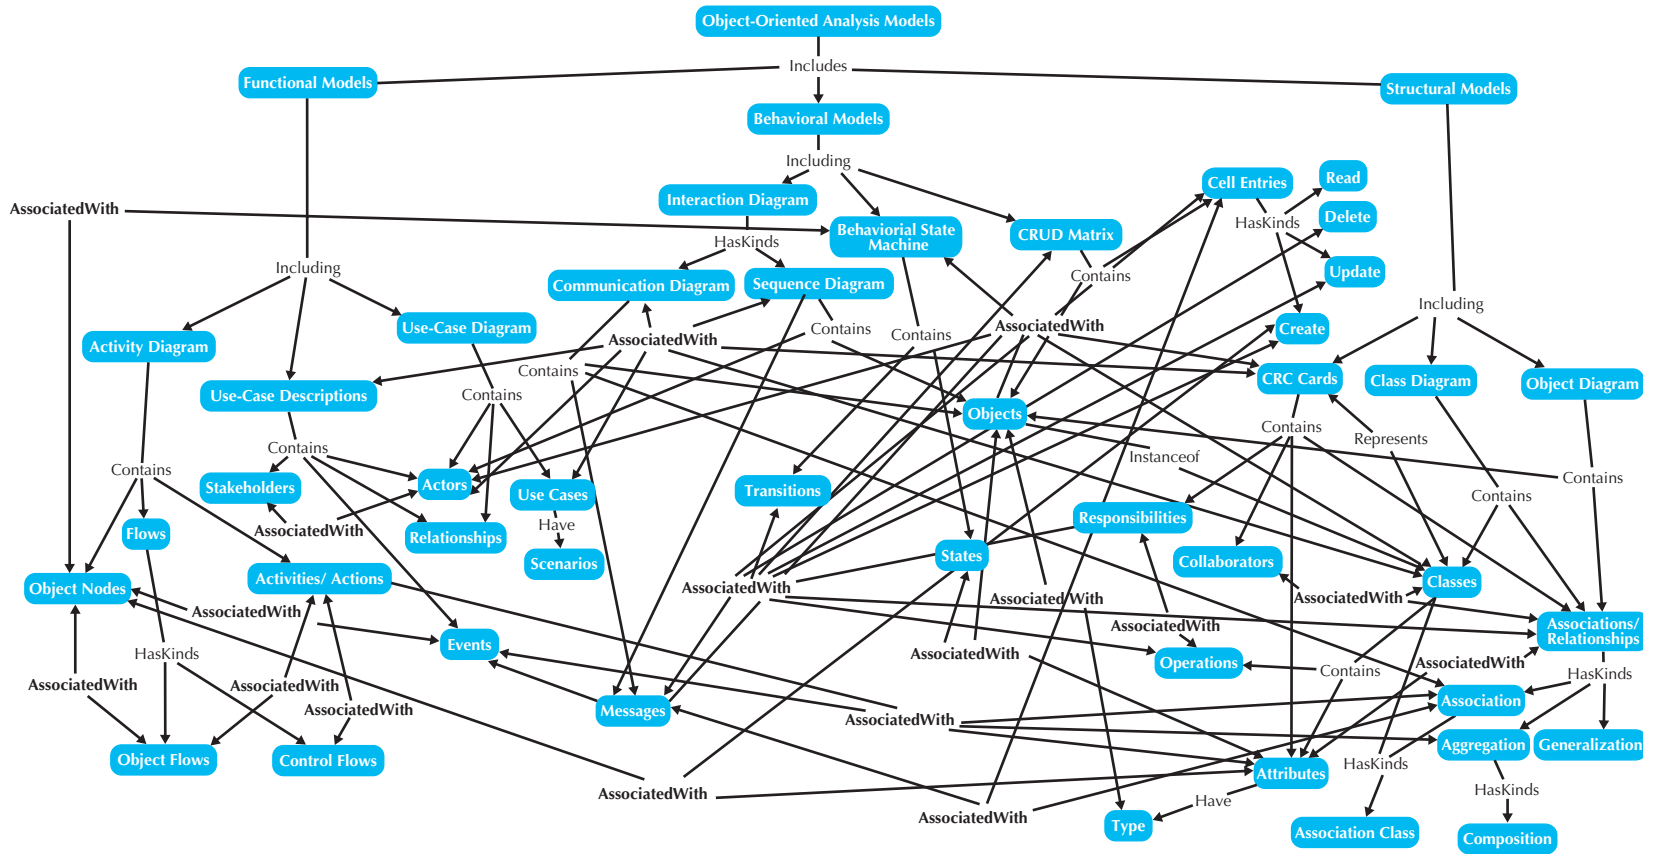 Object-Oriented Analysis Models
Includes
Functional Models
Structural Models
Behavioral Models
Including
Interaction Diagram
Cell Entries
Read
AssociatedWith
Delete
HasKinds
Behaviorial State
Machine
CRUD Matrix
HasKinds
Including
Communication Diagram
Sequence Diagram
Contains
Update
Including
Activity Diagram
Use-Case Diagram
AssociatedWith
Contains
Contains
AssociatedWith
Create
Contains
Use-Case Descriptions
Contains
CRC Cards
Class Diagram
Object Diagram
Objects
Contains
Contains
Represents
Instanceof
Contains
Stakeholders
Actors
Use Cases
Transitions
Contains
Contains
AssociatedWith
Flows
Relationships
Have
Responsibilities
Scenarios
States
Collaborators
Object Nodes
Activities/ Actions
AssociatedWith
Classes
AssociatedWith
AssociatedWith
AssociatedWith
Events
AssociatedWith
Associations/
Relationships
HasKinds
AssociatedWith
Operations
AssociatedWith
Contains
HasKinds
AssociatedWith
AssociatedWith
AssociatedWith
Messages
AssociatedWith
Association
Object Flows
Control Flows
Aggregation
Generalization
HasKinds
Attributes
AssociatedWith
Have
HasKinds
AssociatedWith
Type
Association Class
Composition